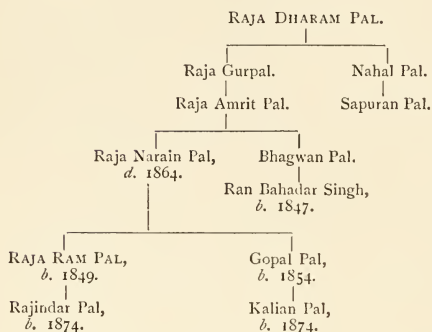 RAJA DHARAM PAL.
Raja Gurpal. Nahal Pal.
Raja Amrit Pal. Sapuran Pal.
Raja Narain Pal, Bhagwan Pal.
d. 1864.
Ran Bahadar Singh,
b. 1847.
RAJA RAM PAL, Gopal Pal,
b. 1849. b. 1854.
Rajindar Pal, Kalian Pal,
b. 1874. b. 1874.